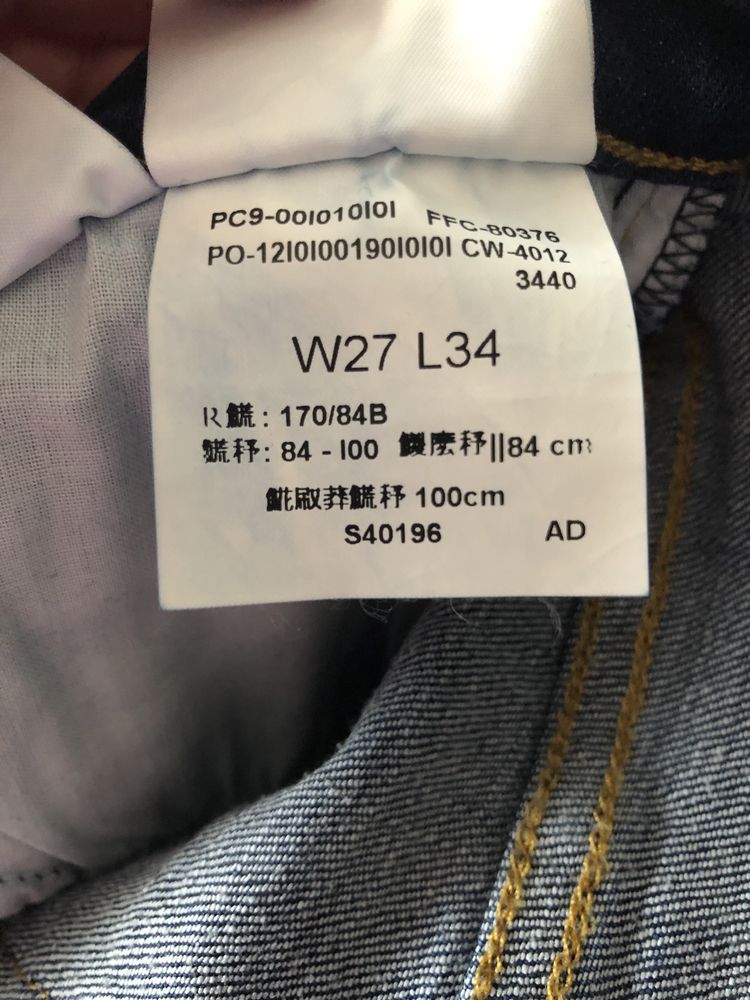 PC9-00I010I0I FFC-80376
PO-12I0I00190I0I0I CW-4012
3440
W27 L34
: 170/84B
: 84 - I00 ||84 cm
100cm
S40196 AD